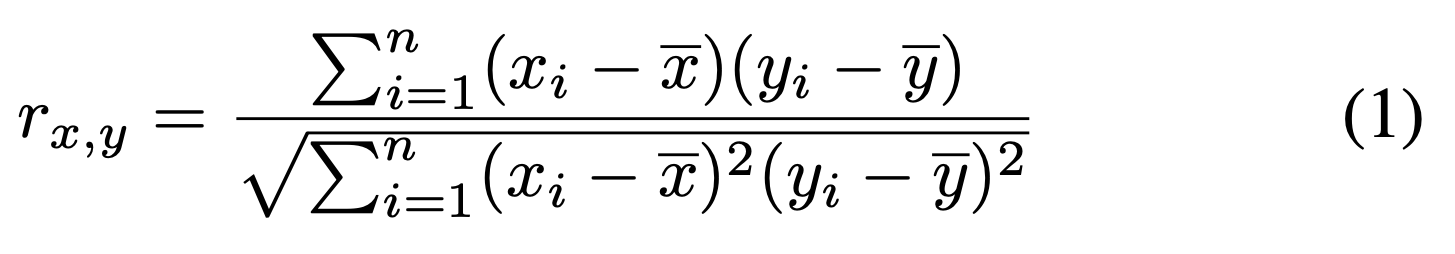 r_{x,y} = \frac{\sum_{i=1}^{n}(x_i - \overline{x})(y_i - \overline{y})}{\sqrt{\sum_{i=1}^{n}(x_i - \overline{x})^2(y_i - \overline{y})^2}} (1)